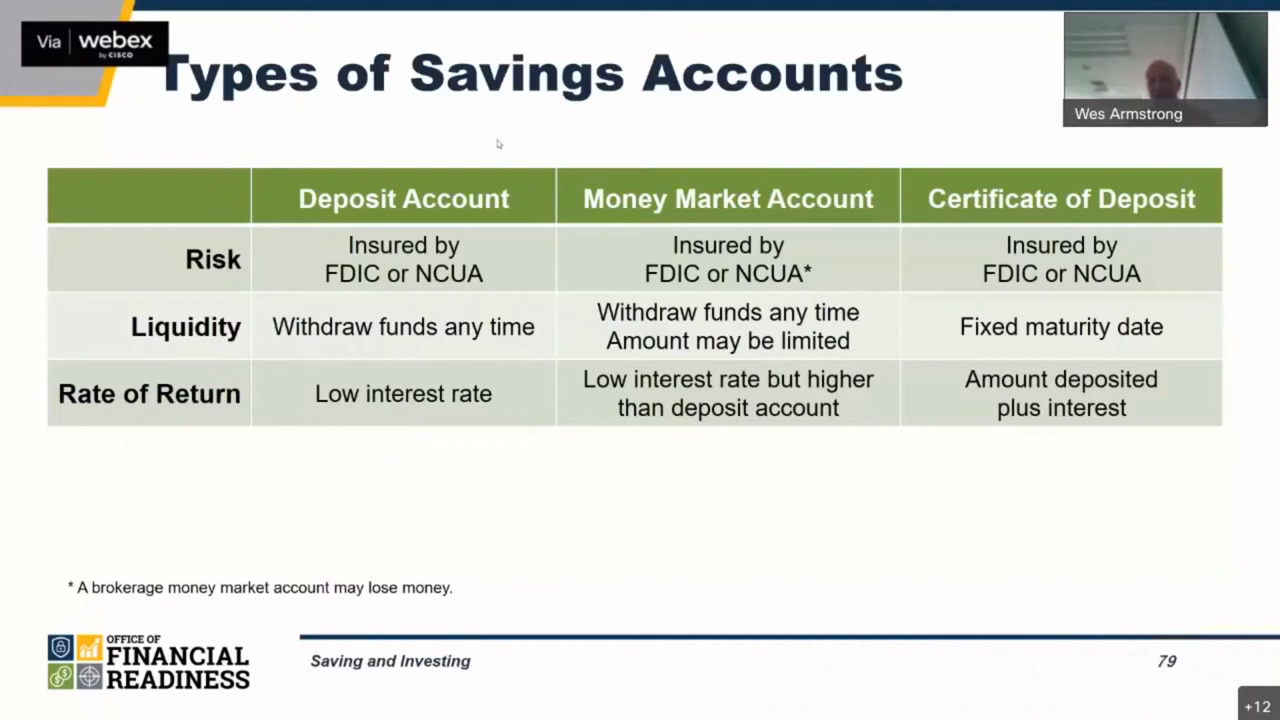 Via webex
by CISCO
Types of Savings Accounts
Wes Armstrong
Deposit Account Money Market Account Certificate of Deposit
Risk
Insured by
FDIC or NCUA
Insured by
FDIC or NCUA*
Insured by
FDIC or NCUA
Liquidity
Withdraw funds any time
Withdraw funds any time
Amount may be limited
Fixed maturity date
Rate of Return
Low interest rate
Low interest rate but higher
than deposit account
Amount deposited
plus interest
* A brokerage money market account may lose money.
OFFICE OF
FINANCIAL
READINESS
Saving and Investing
79
+12